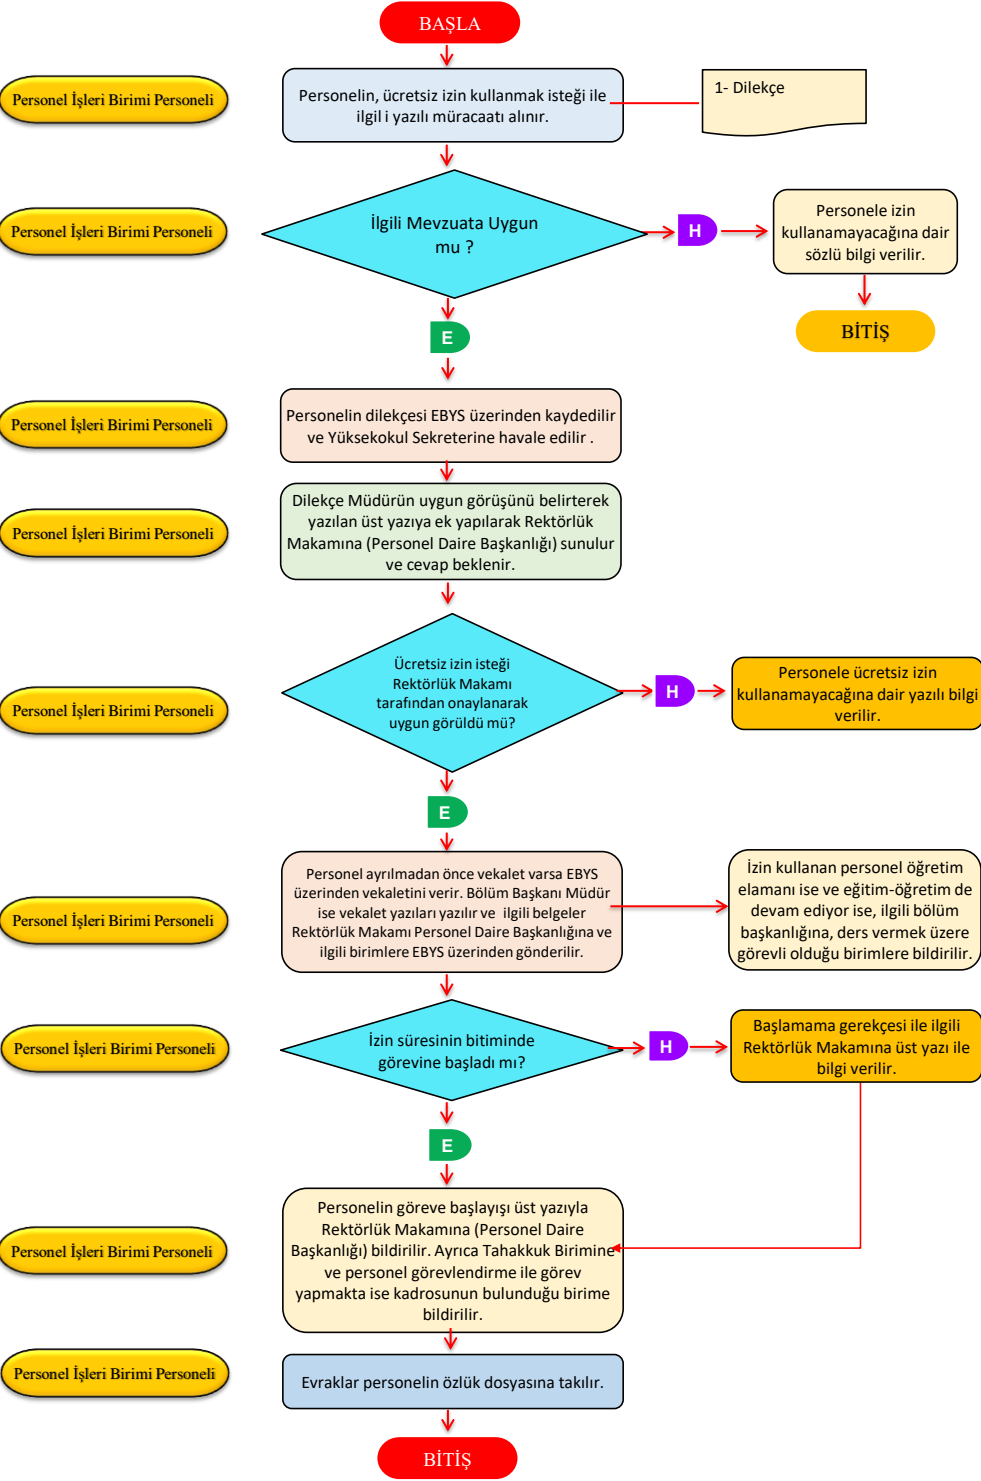 BAŞLA
Personel İşleri Birimi Personeli
Personelin, ücretsiz izin kullanmak isteği ile
ilgil i yazılı müracaatı alınır.
1- Dilekçe
Personel İşleri Birimi Personeli
İlgili Mevzuata Uygun
mu ?
H
Personele izin
kullanamayacağına dair
sözlü bilgi verilir.
BİTİŞ
E
Personel İşleri Birimi Personeli
Personelin dilekçesi EBYS üzerinden kaydedilir
ve Yüksekokul Sekreterine havale edilir .
Personel İşleri Birimi Personeli
Dilekçe Müdürün uygun görüşünü belirterek
yazılan üst yazıya ek yapılarak Rektörlük
Makamına (Personel Daire Başkanlığı) sunulur
ve cevap beklenir.
Personel İşleri Birimi Personeli
Ücretsiz izin isteği
Rektörlük Makamı
tarafından onaylanarak
uygun görüldü mü?
H
Personele ücretsiz izin
kullanamayacağına dair yazılı bilgi
verilir.
E
Personel İşleri Birimi Personeli
Personel ayrılmadan önce vekalet varsa EBYS
üzerinden vekaletini verir. Bölüm Başkanı Müdür
ise vekalet yazıları yazılır ve ilgili belgeler
Rektörlük Makamı Personel Daire Başkanlığına ve
ilgili birimlere EBYS üzerinden gönderilir.
İzin kullanan personel öğretim
elamanı ise ve eğitim-öğretim de
devam ediyor ise, ilgili bölüm
başkanlığına, ders vermek üzere
görevli olduğu birimlere bildirilir.
Personel İşleri Birimi Personeli
İzin süresinin bitiminde
görevine başladı mı?
H
Başlamama gerekçesi ile ilgili
Rektörlük Makamına üst yazı ile
bilgi verilir.
E
Personel İşleri Birimi Personeli
Personelin göreve başlayışı üst yazıyla
Rektörlük Makamına (Personel Daire
Başkanlığı) bildirilir. Ayrıca Tahakkuk Birimine
ve personel görevlendirme ile görev
yapmakta ise kadrosunun bulunduğu birime
bildirilir.
Personel İşleri Birimi Personeli
Evraklar personelin özlük dosyasına takılır.
BİTİŞ